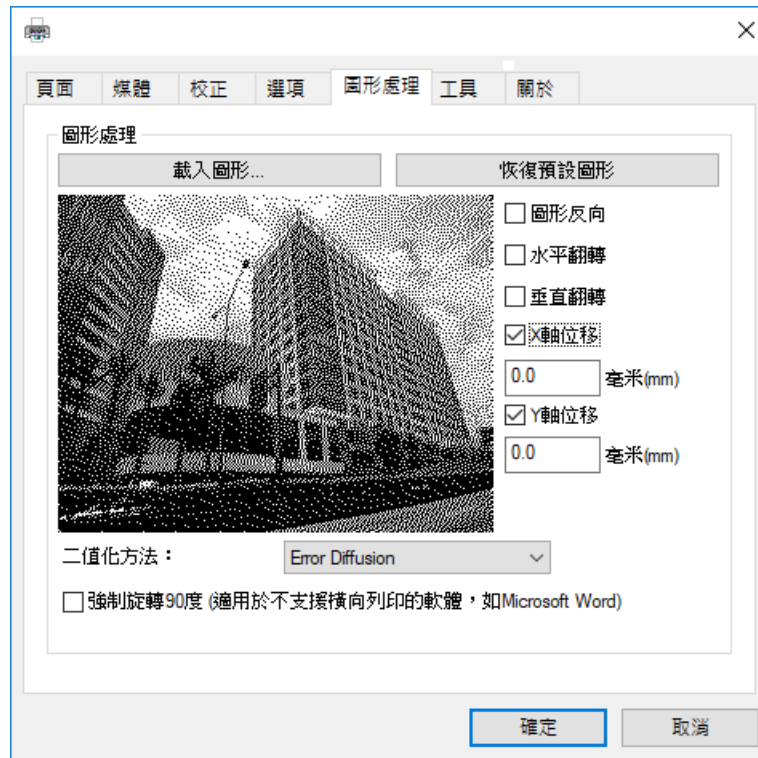 頁面 媒體 校正 選項 圖形處理 工具 關於
圖形處理
載入圖形... 恢復預設圖形
圖形反向
水平翻轉
垂直翻轉
X軸位移
0.0 毫米(mm)
Y軸位移
0.0 毫米(mm)
二值化方法： Error Diffusion
強制旋轉90度 (適用於不支援橫向列印的軟體，如Microsoft Word)
確定 取消